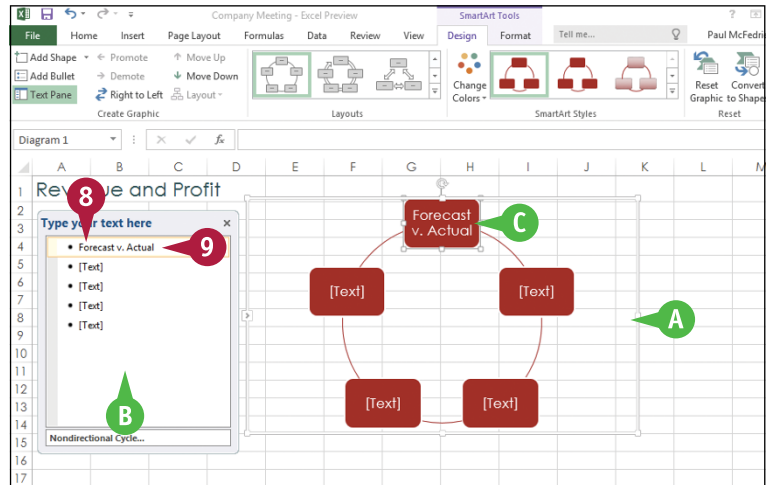 Company Meeting - Excel Preview
SmartArt Tools
?
File Home Insert Page Layout Formulas Data Review View Design Format Tell me... Paul McFedri
Add Shape Promote Move Up
Add Bullet Demote Move Down
Text Pane Right to Left Layout
Create Graphic
Layouts
Change Colors
SmartArt Styles
Reset Graphic
Convert to Shape
Reset
Diagram 1 fx
A B C D E F G H I J K L M
1 Revenue and Profit
2
3
4
5
6
7
8
9
10
11
12
13
14
15
16
17
8
Type your text here ×
Forecast v. Actual
9
[Text]
[Text]
[Text]
[Text]
B
Nondirectional Cycle...
Forecast
v. Actual
C
[Text] [Text]
A
[Text] [Text]